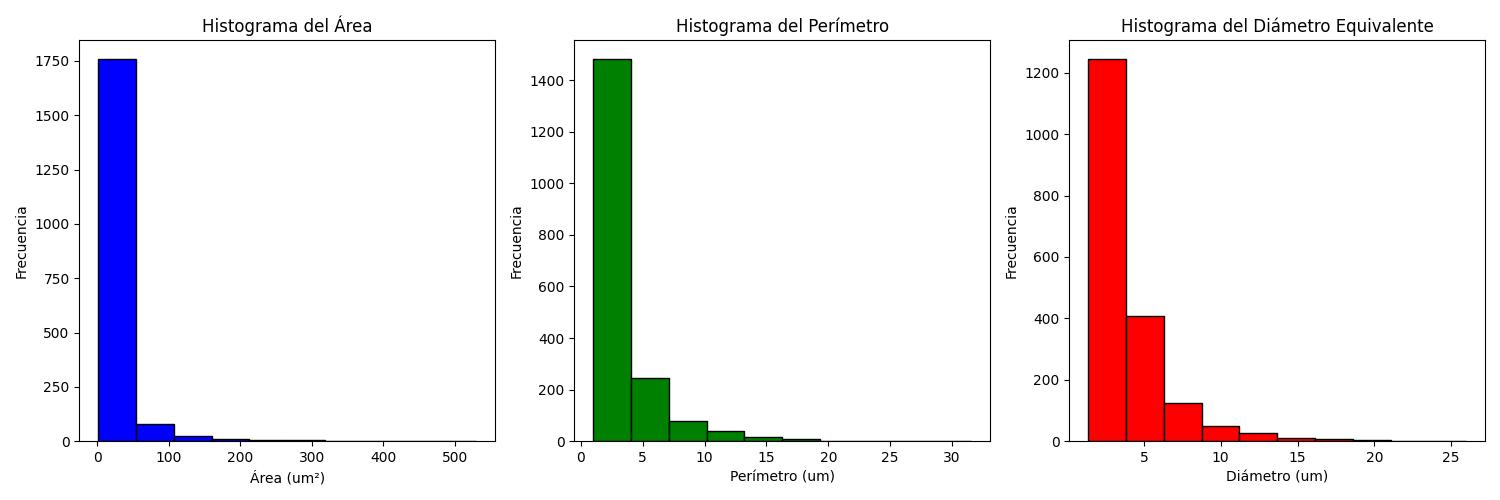 Histograma del Área
Frecuencia
1750
1500
1250
1000
750
500
250
0
0 100 200 300 400 500
Área (um²)
Histograma del Perímetro
Frecuencia
1400
1200
1000
800
600
400
200
0
0 5 10 15 20 25 30
Perímetro (um)
Histograma del Diámetro Equivalente
Frecuencia
1200
1000
800
600
400
200
0
5 10 15 20 25
Diámetro (um)